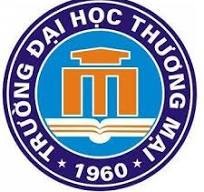 TRƯỜNG ĐẠI HỌC THƯƠNG MẠI
1960